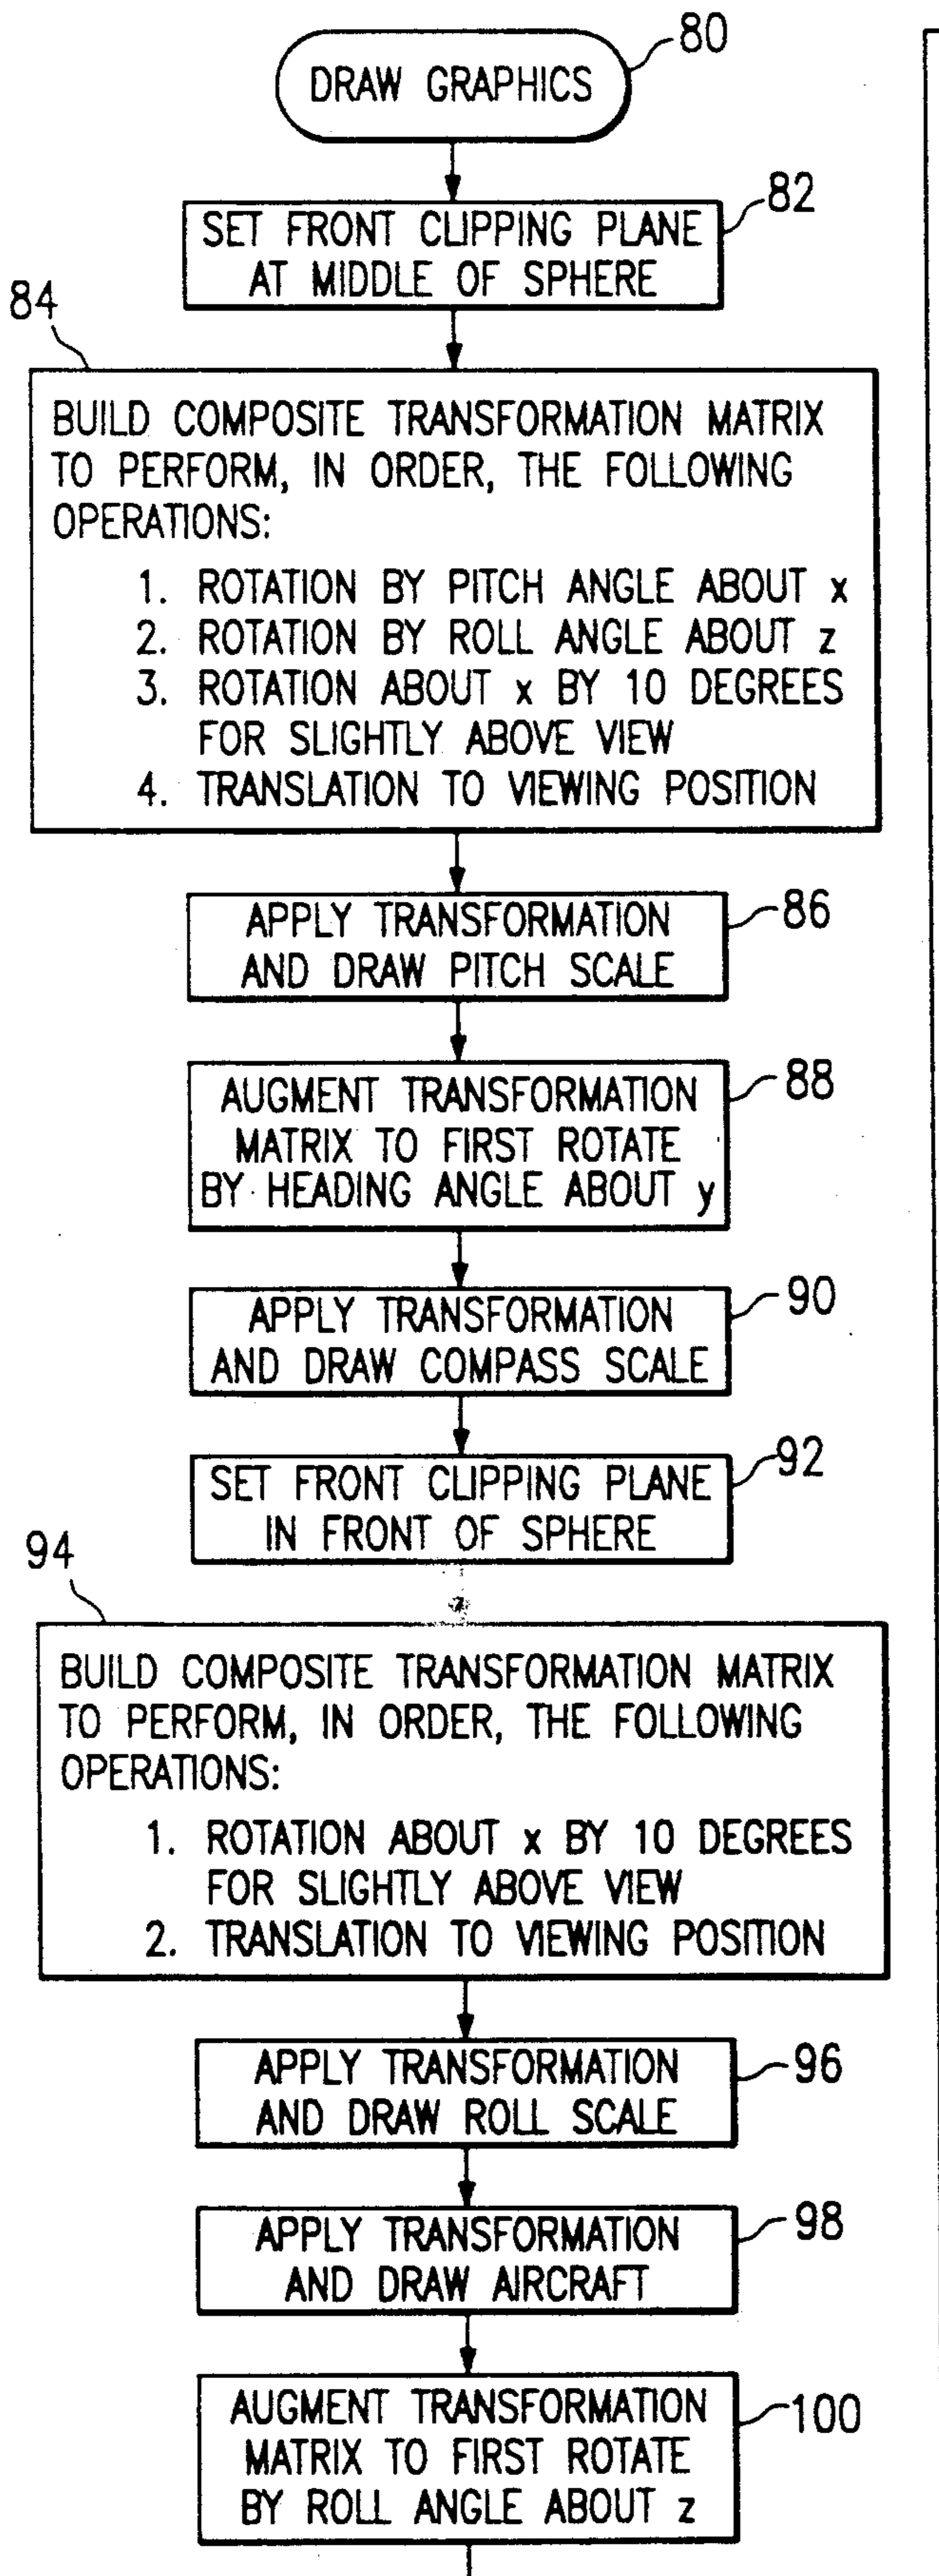 80
DRAW GRAPHICS
82
SET FRONT CLIPPING PLANE
AT MIDDLE OF SPHERE
84
BUILD COMPOSITE TRANSFORMATION MATRIX
TO PERFORM, IN ORDER, THE FOLLOWING
OPERATIONS:
1. ROTATION BY PITCH ANGLE ABOUT x
2. ROTATION BY ROLL ANGLE ABOUT z
3. ROTATION ABOUT x BY 10 DEGREES
FOR SLIGHTLY ABOVE VIEW
4. TRANSLATION TO VIEWING POSITION
86
APPLY TRANSFORMATION
AND DRAW PITCH SCALE
88
AUGMENT TRANSFORMATION
MATRIX TO FIRST ROTATE
BY HEADING ANGLE ABOUT y
90
APPLY TRANSFORMATION
AND DRAW COMPASS SCALE
92
SET FRONT CLIPPING PLANE
IN FRONT OF SPHERE
94
BUILD COMPOSITE TRANSFORMATION MATRIX
TO PERFORM, IN ORDER, THE FOLLOWING
OPERATIONS:
1. ROTATION ABOUT x BY 10 DEGREES
FOR SLIGHTLY ABOVE VIEW
2. TRANSLATION TO VIEWING POSITION
96
APPLY TRANSFORMATION
AND DRAW ROLL SCALE
98
APPLY TRANSFORMATION
AND DRAW AIRCRAFT
100
AUGMENT TRANSFORMATION
MATRIX TO FIRST ROTATE
BY ROLL ANGLE ABOUT z